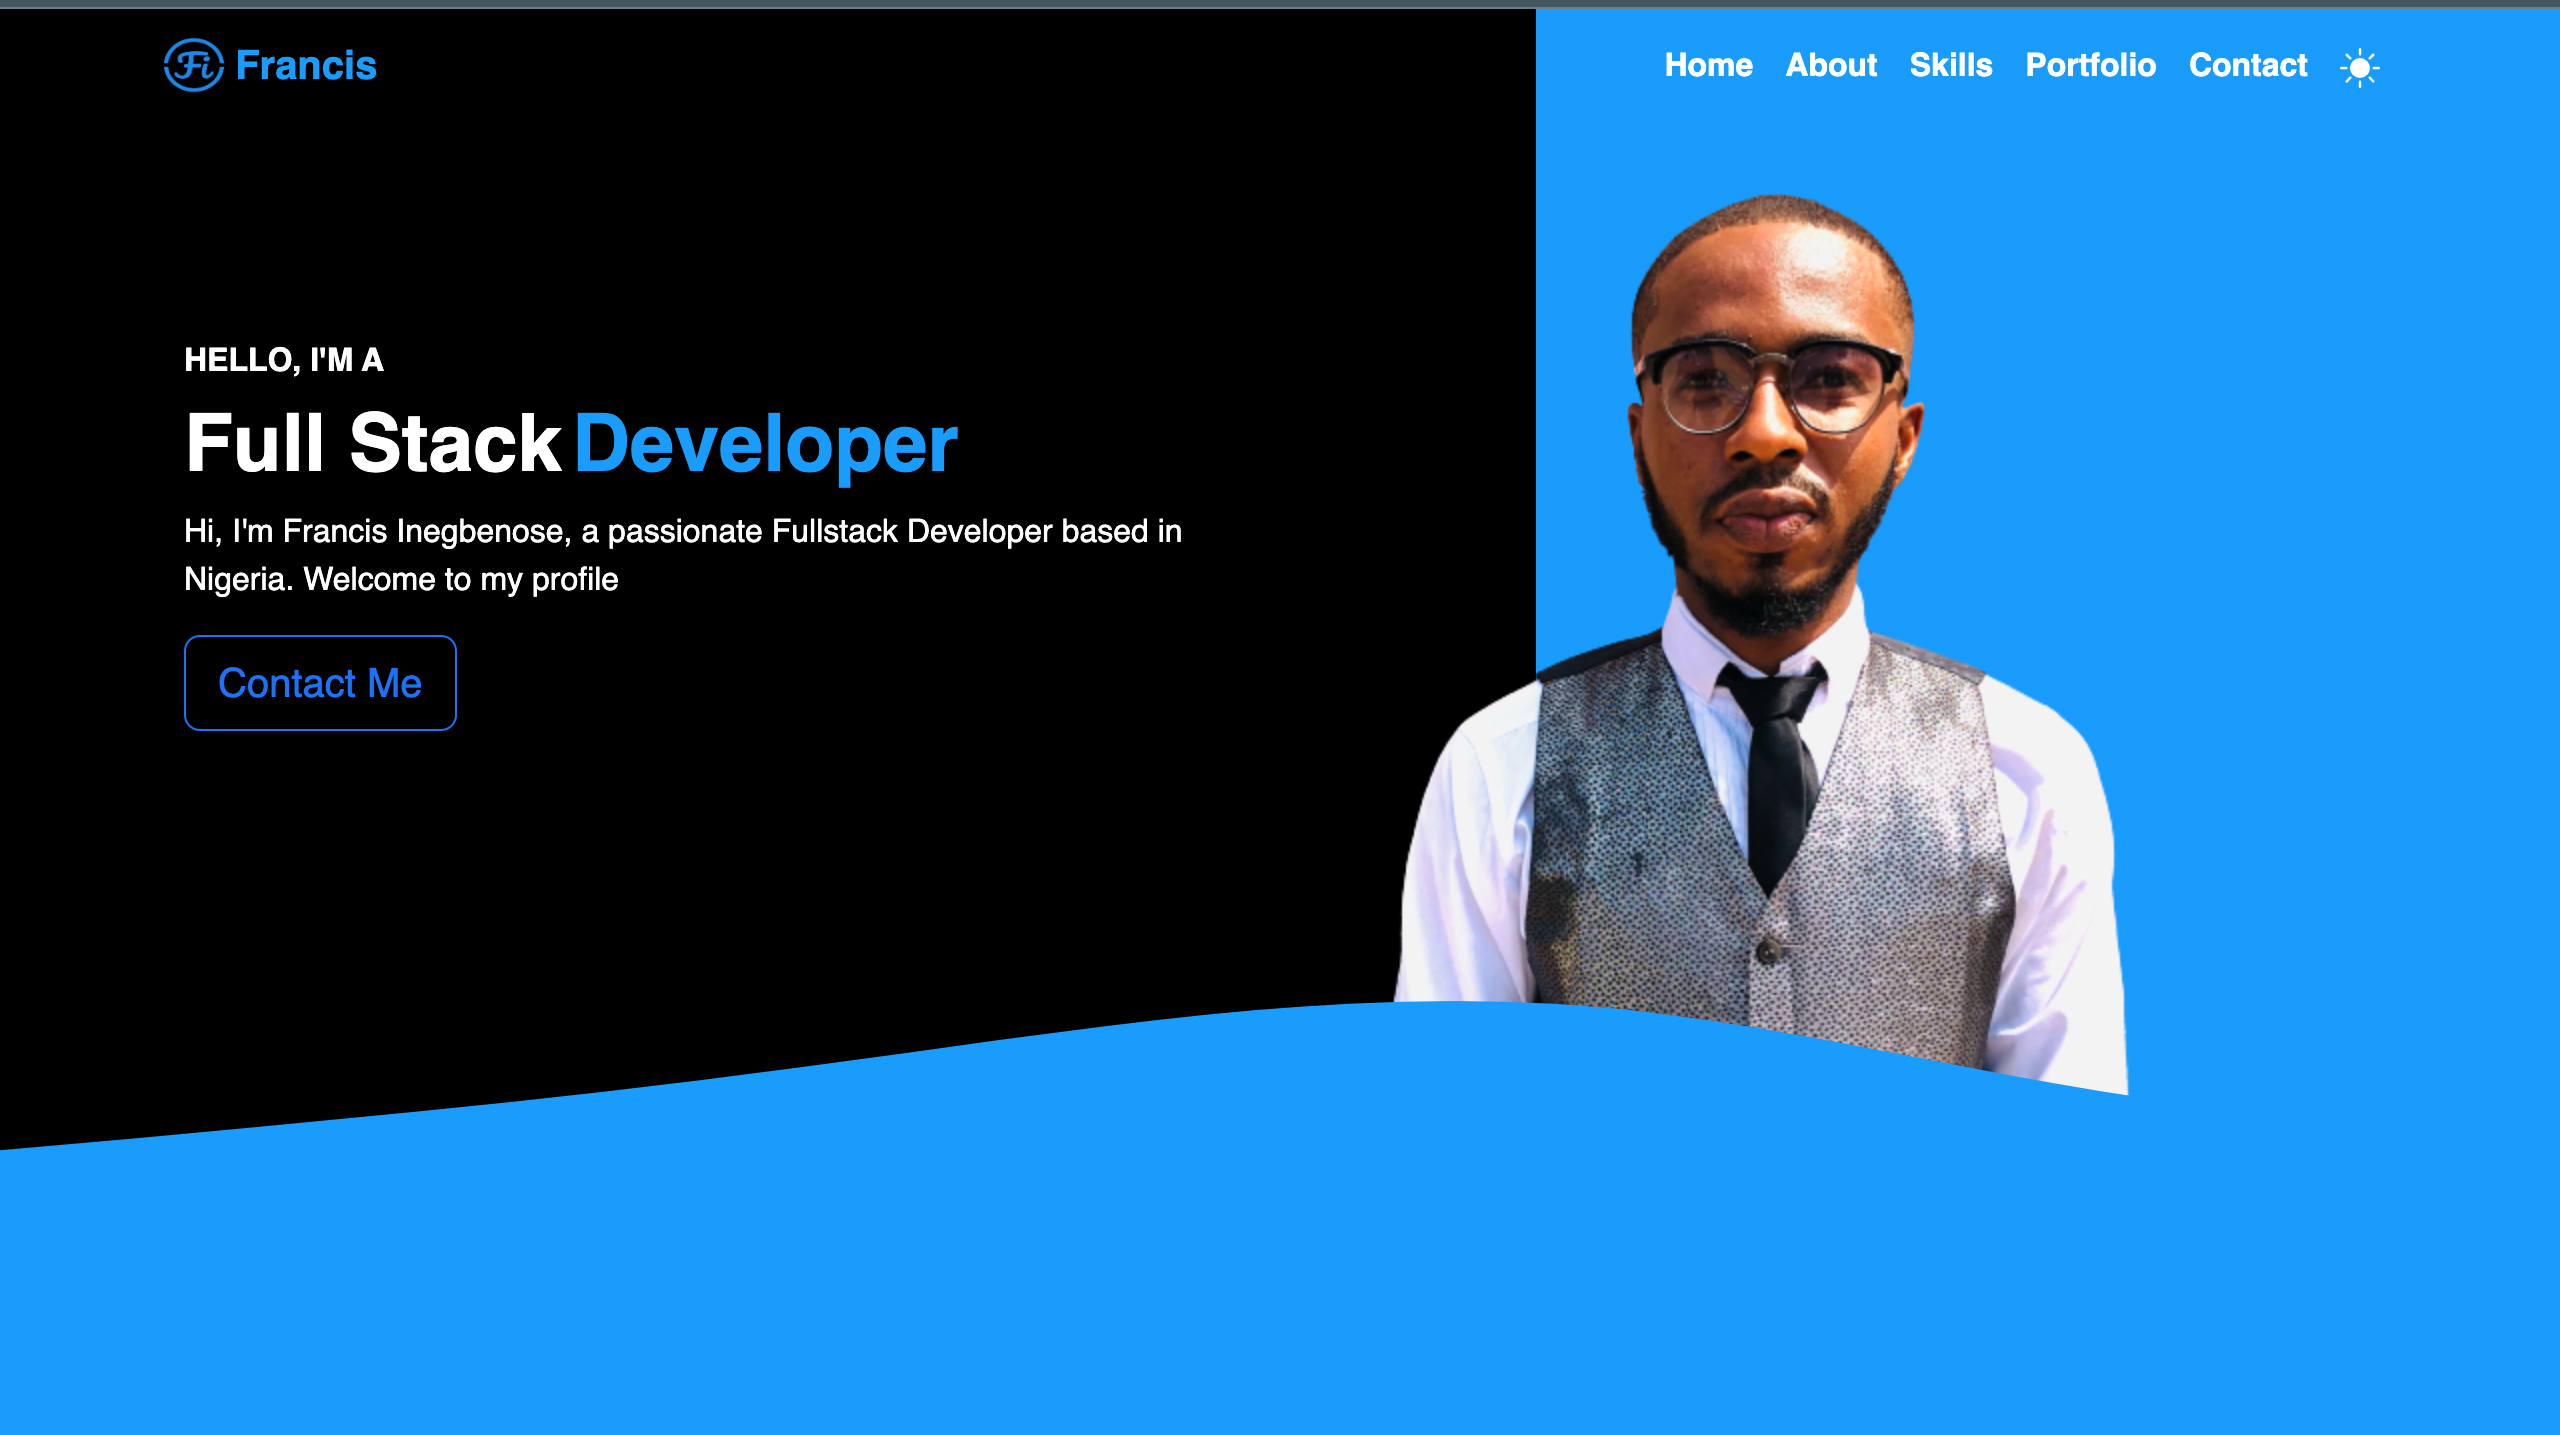 Fi Francis
Home About Skills Portfolio Contact
HELLO, I'M A
Full Stack Developer
Hi, I'm Francis Inegbenose, a passionate Fullstack Developer based in
Nigeria. Welcome to my profile
Contact Me